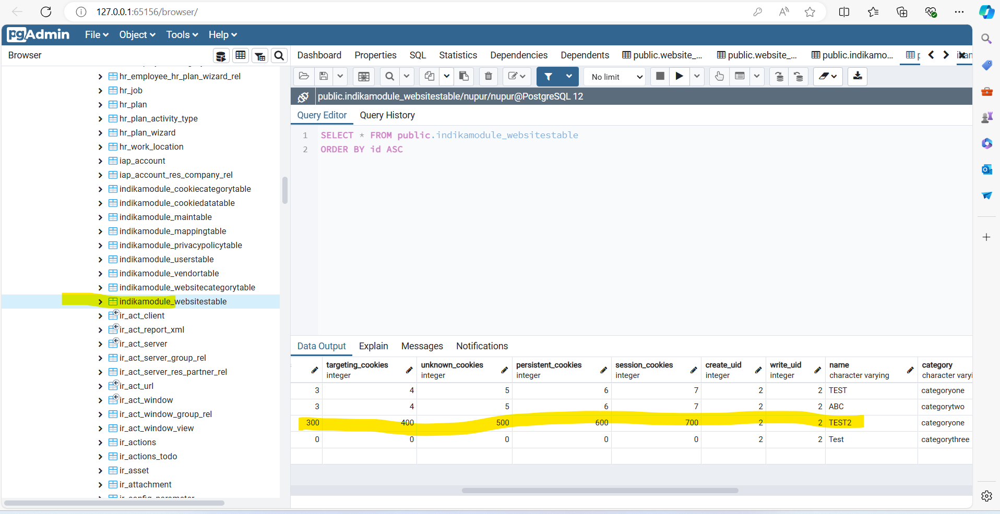 127.0.0.1:65156/browser/
pgAdmin File Object Tools Help
Browser
Dashboard Properties SQL Statistics Dependencies Dependents public.website_... public.website_... public.indikamo...
No limit
public.indikamodule_websitestable/nupur/nupur@PostgreSQL 12
Query Editor Query History
1 SELECT * FROM public.indikamodule_websitestable
2 ORDER BY id ASC
hr_employee_hr_plan_wizard_rel
hr_job
hr_plan
hr_plan_activity_type
hr_plan_wizard
hr_work_location
iap_account
iap_account_res_company_rel
indikamodule_cookiecategorytable
indikamodule_cookiedatatable
indikamodule_maintable
indikamodule_mappingtable
indikamodule_privacypolicytable
indikamodule_userstable
indikamodule_vendortable
indikamodule_websitecategorytable
indikamodule_websitestable
ir_act_client
ir_act_report_xml
ir_act_server
ir_act_server_group_rel
ir_act_server_res_partner_rel
ir_act_url
ir_act_window
ir_act_window_group_rel
ir_act_window_view
ir_actions
ir_actions_todo
ir_asset
ir_attachment
Data Output Explain Messages Notifications
targeting_cookies unknown_cookies persistent_cookies session_cookies create_uid write_uid name category
integer integer integer integer integer integer character varying character varyi
3 4 5 6 7 2 2 TEST categoryone
3 4 5 6 7 2 2 ABC categorytwo
300 400 500 600 700 2 2 TEST2 categoryone
0 0 0 0 0 2 2 Test categorythree